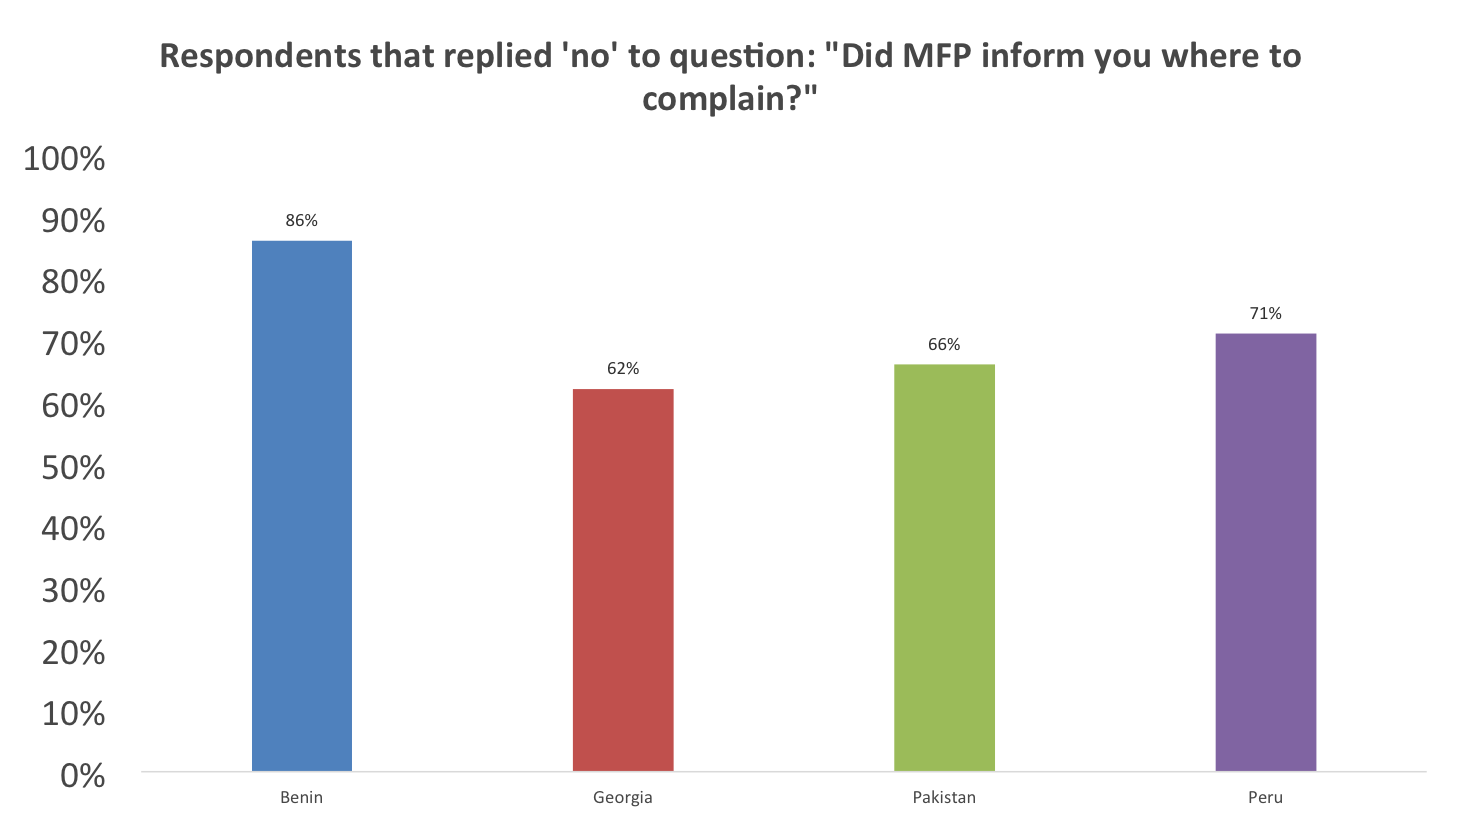 Respondents that replied 'no' to question: "Did MFP inform you where to
complain?"
100%
90%
80%
70%
60%
50%
40%
30%
20%
10%
0%
86%
62%
66%
71%
Benin
Georgia
Pakistan
Peru